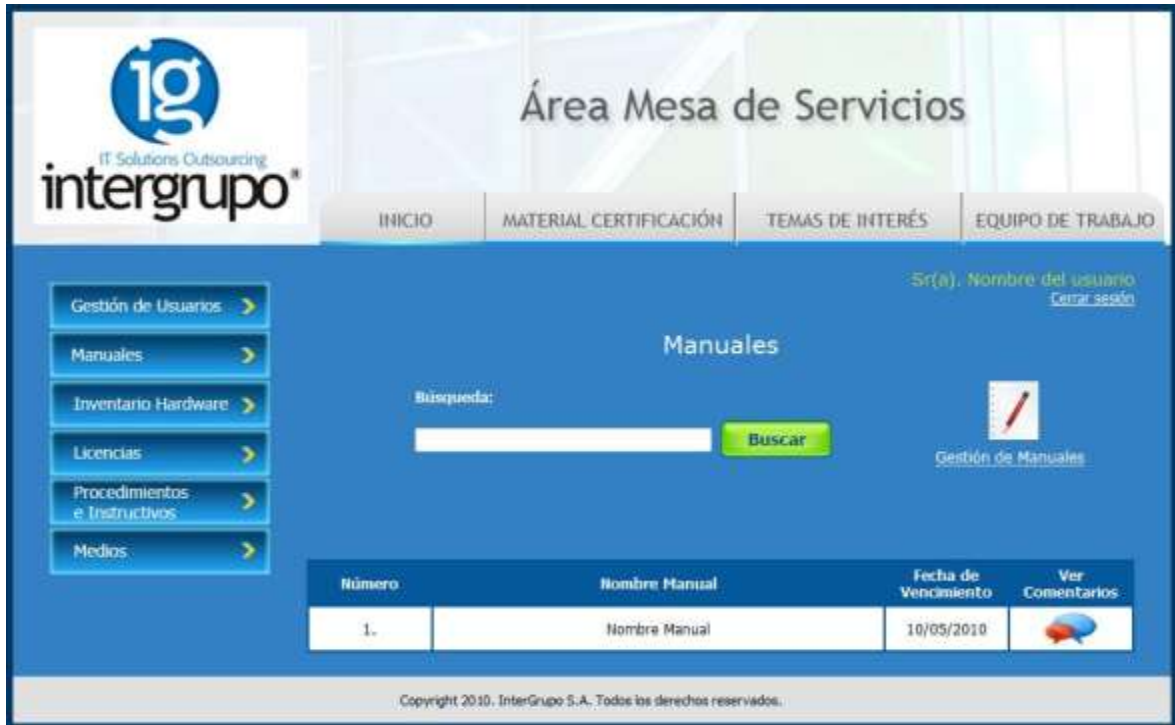 ig
IT Solutions Outsourcing
intergrupo®
Área Mesa de Servicios
INICIO
MATERIAL CERTIFICACIÓN
TEMAS DE INTERÉS
EQUIPO DE TRABAJO
Sr(a). Nombre del usuario
Cerrar sesión
Gestión de Usuarios
Manuales
Inventario Hardware
Licencias
Procedimientos
e Instructivos
Medios
Manuales
Búsqueda:
Buscar
Gestión de Manuales
Número Nombre Manual Fecha de Vencimiento Ver Comentarios
1. Nombre Manual 10/05/2010
Copyright 2010. InterGrupo S.A. Todos los derechos reservados.